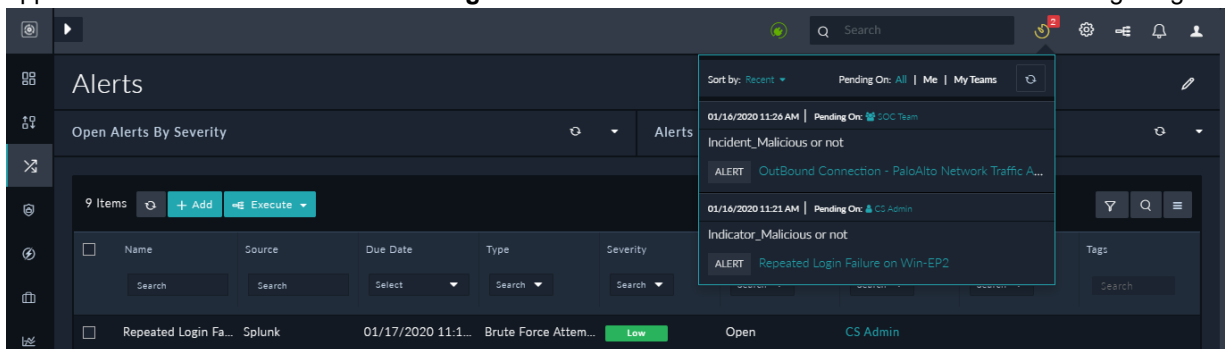 2
Search
Alerts
Sort by: Recent
Pending On: All | Me | My Teams
01/16/2020 11:26 AM | Pending On: SOC Team
Incident_Malicious or not
ALERT OutBound Connection - PaloAlto Network Traffic A...
01/16/2020 11:21 AM | Pending On: CS Admin
Indicator_Malicious or not
ALERT Repeated Login Failure on Win-EP2
Open Alerts By Severity
Alerts
9 Items
+ Add
Execute
Name Source Due Date Type Severity Tags
Search Search Select Search Search Search
Repeated Login Fa... Splunk 01/17/2020 11:1... Brute Force Attem... Low Open CS Admin